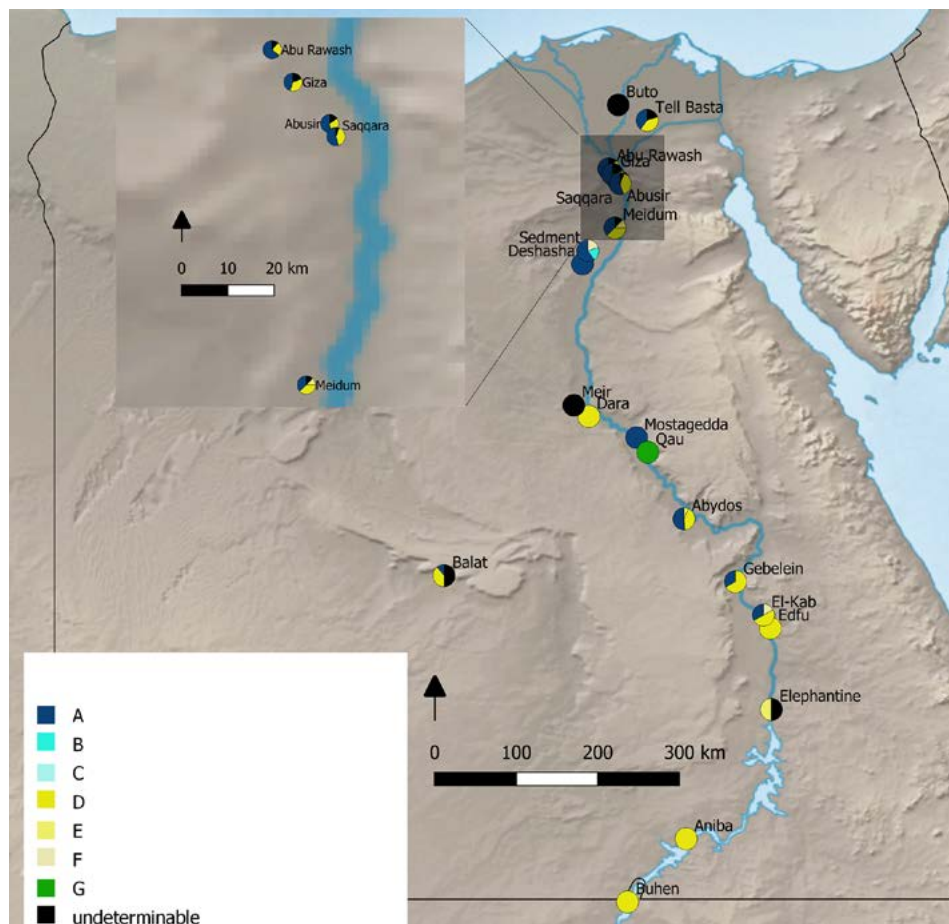 Abu Rawash
Giza
Abusir
Saqqara
0 10 20 km
Meidum
Buto
Tell Basta
Abu Rawash
Giza
Saqqara
Abusir
Meidum
Sedment
Deshasha
Meir
Dara
Mostagedda
Qau
Abydos
Balat
Gebelein
El-Kab
Edfu
Elephantine
0 100 200 300 km
Aniba
Buhen
A
B
C
D
E
F
G
undeterminable